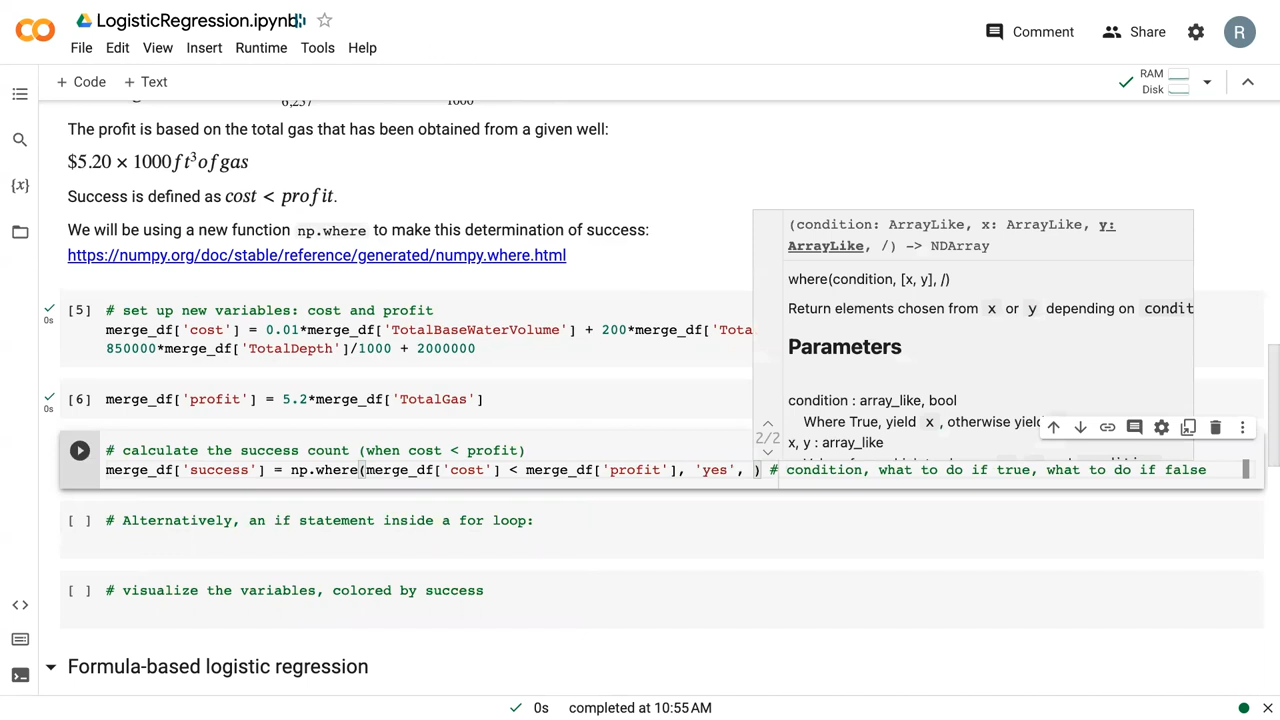 LogisticRegression.ipynb
File Edit View Insert Runtime Tools Help
Comment
Share
R
+ Code + Text
RAM
Disk
6,257
1000
The profit is based on the total gas that has been obtained from a given well:
$5.20 × 1000ft³ofgas
Success is defined as cost < profit.
We will be using a new function np.where to make this determination of success:
https://numpy.org/doc/stable/reference/generated/numpy.where.html
(condition: ArrayLike, x: ArrayLike, y:
ArrayLike, /) -> NDArray
where(condition, [x, y], /)
Return elements chosen from x or y depending on condit
Parameters
condition : array_like, bool
Where True, yield x , otherwise yield
x, y : array_like
2/2
[5] # set up new variables: cost and profit
0s
merge_df['cost'] = 0.01*merge_df['TotalBaseWaterVolume'] + 200*merge_df['Tota
850000*merge_df['TotalDepth']/1000 + 2000000
[6] merge_df['profit'] = 5.2*merge_df['TotalGas']
0s
# calculate the success count (when cost < profit)
merge_df['success'] = np.where(merge_df['cost'] < merge_df['profit'], 'yes', ) # condition, what to do if true, what to do if false
[ ] # Alternatively, an if statement inside a for loop:
[ ] # visualize the variables, colored by success
Formula-based logistic regression
0s completed at 10:55 AM